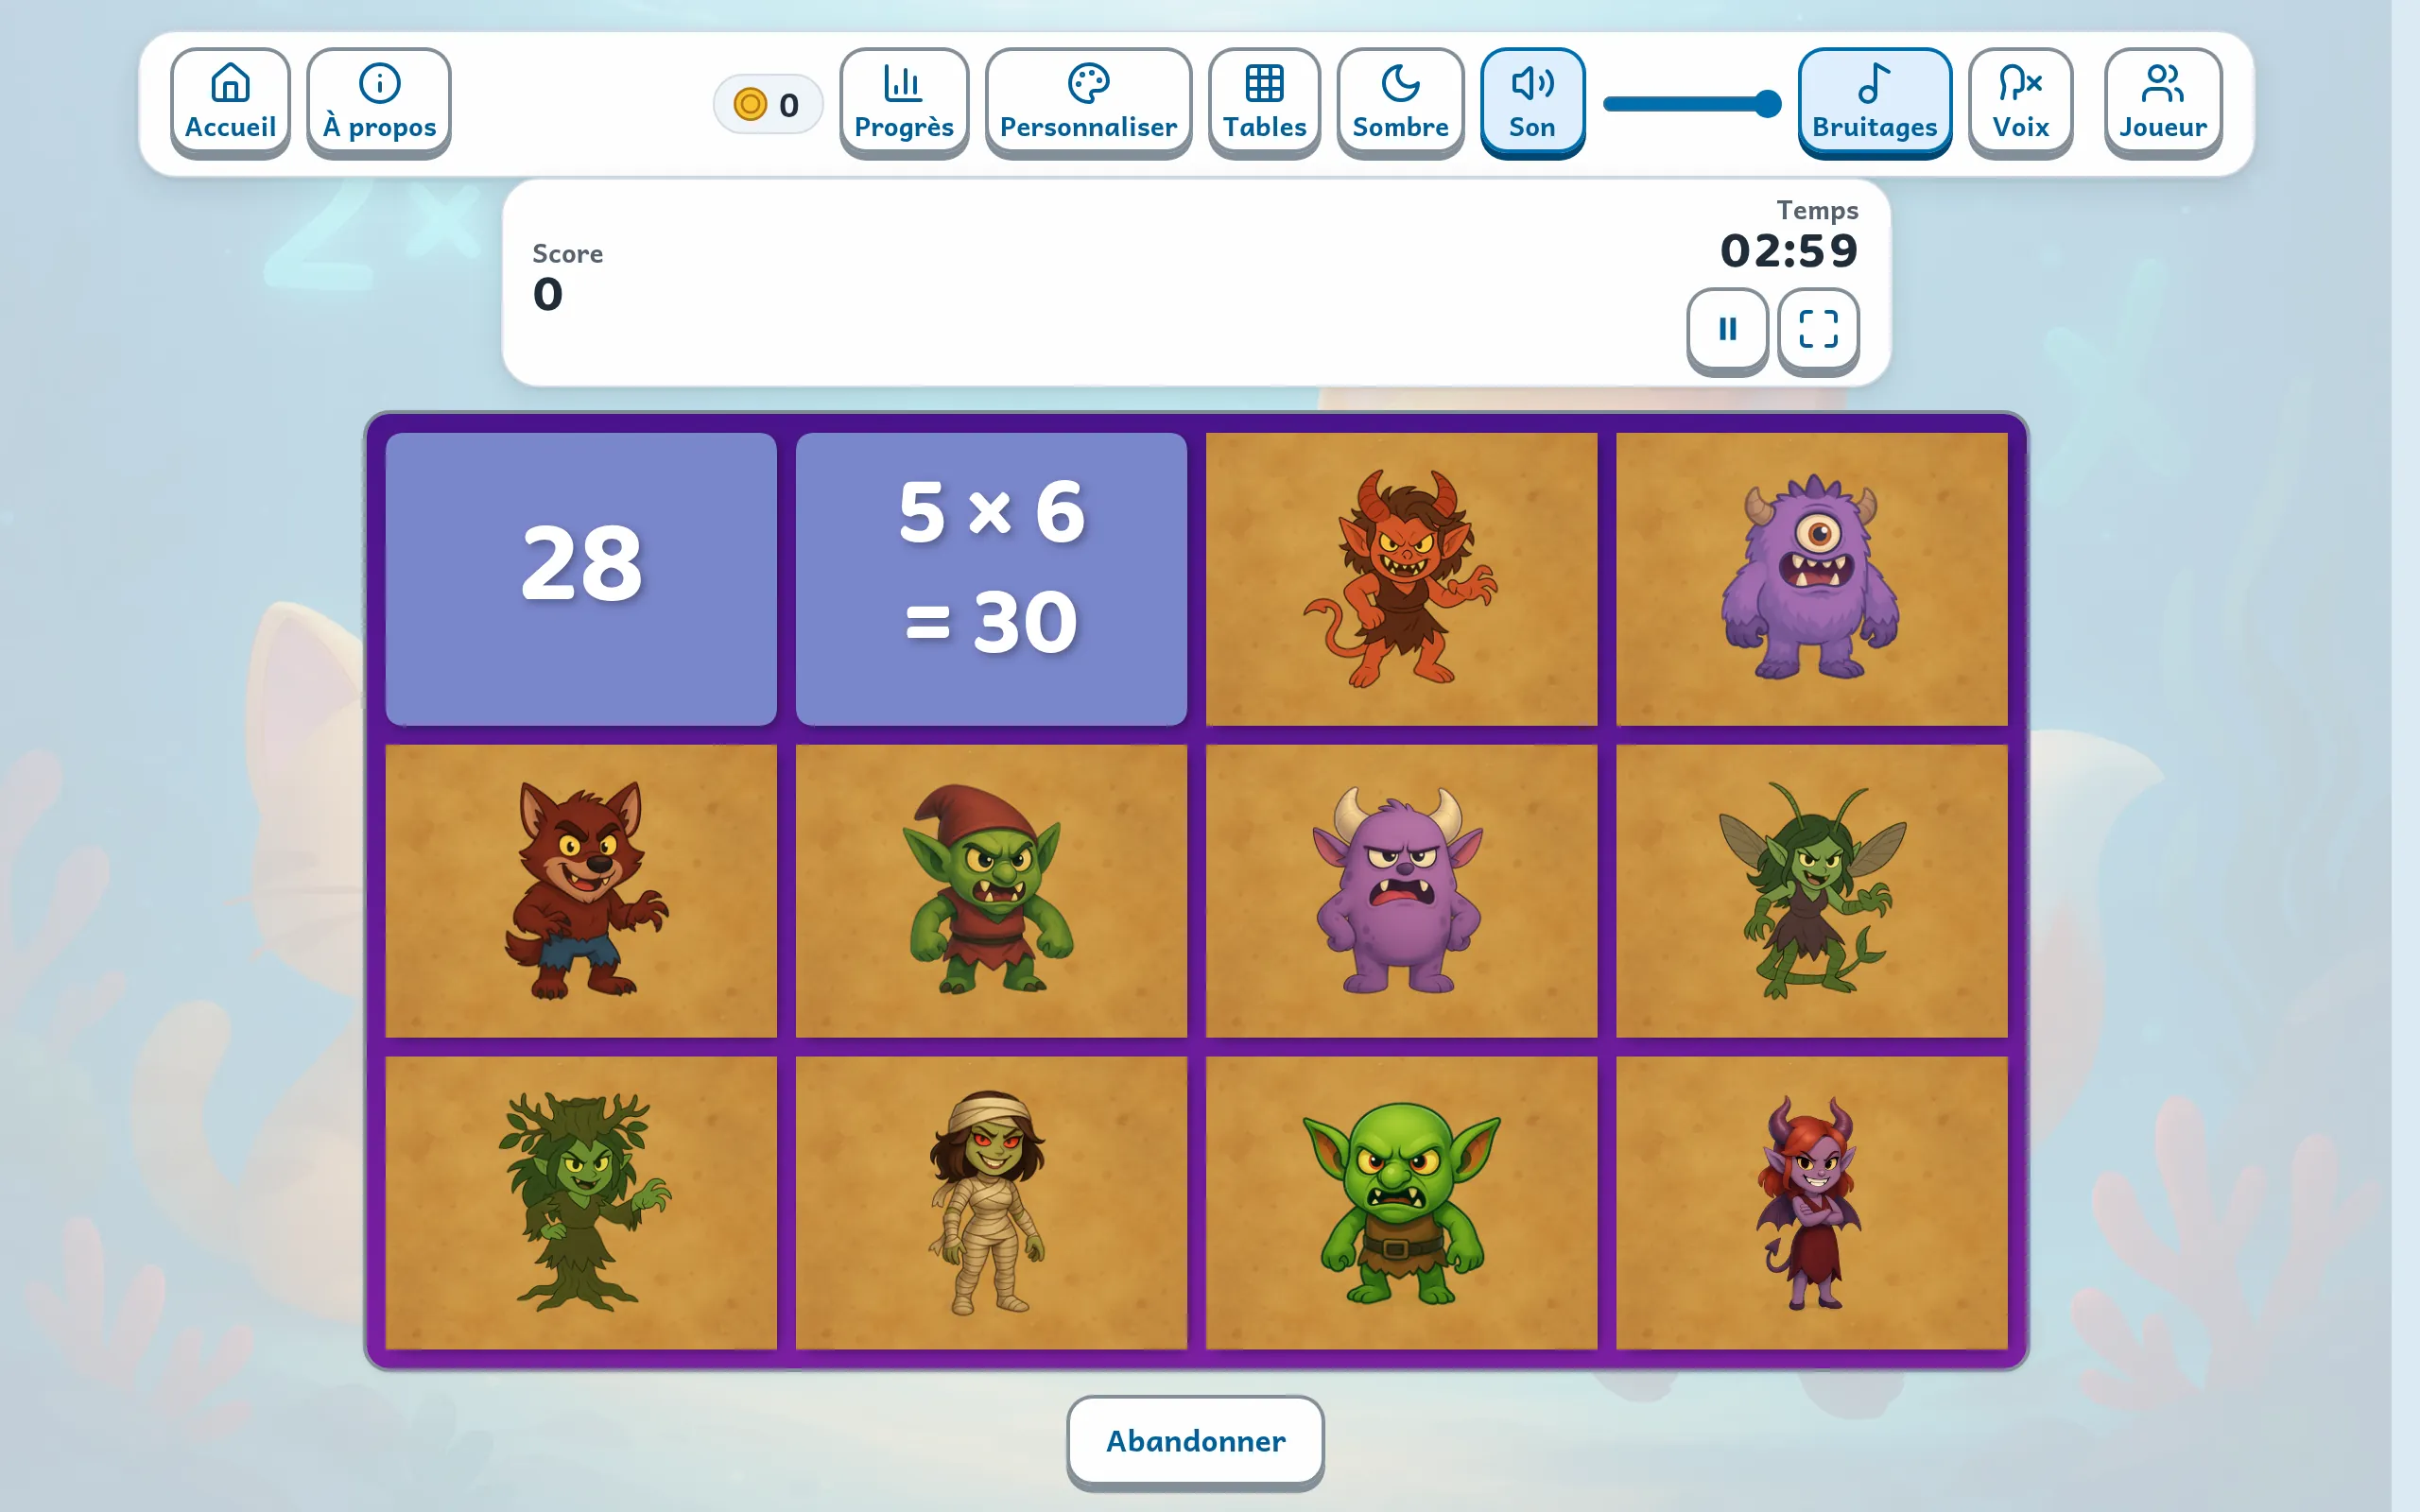 Accueil
À propos
0
Progrès
Personnaliser
Tables
Sombre
Son
Bruitages
Voix
Joueur
2×
Score
0
Temps
02:59
28
5 × 6
= 30
Abandonner